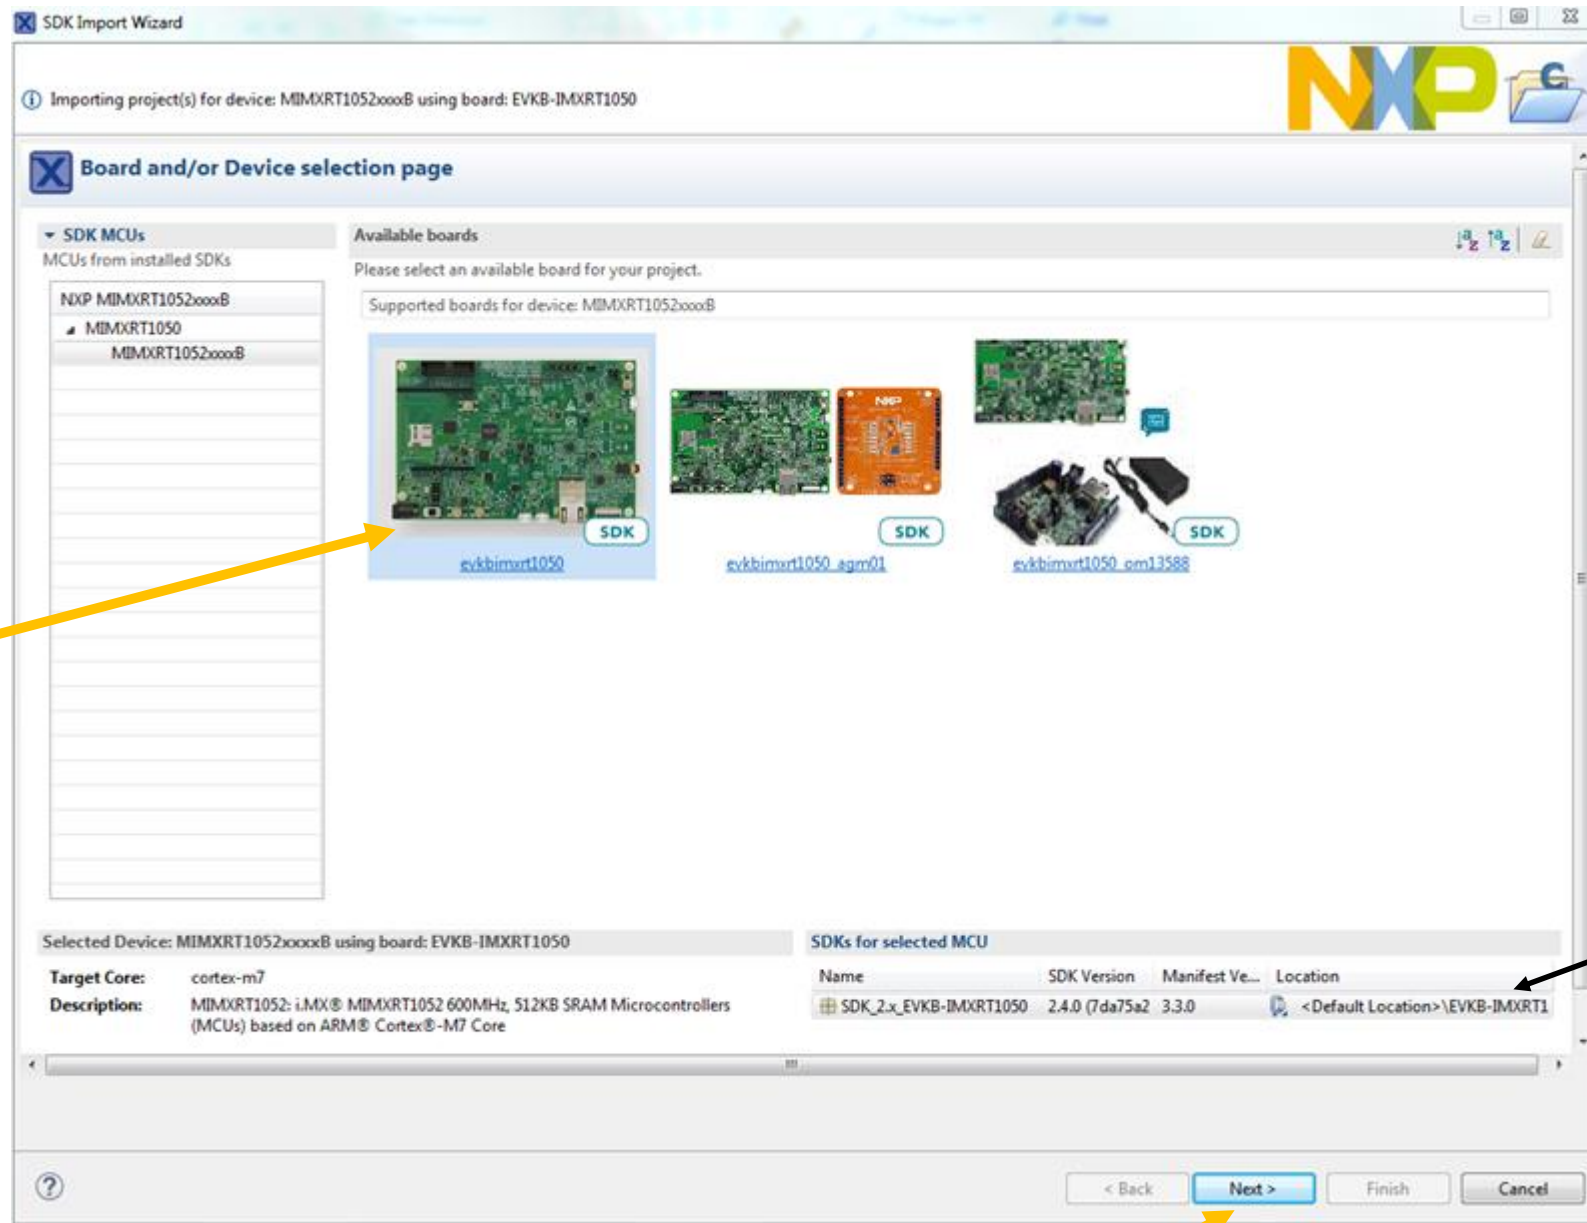 SDK Import Wizard
Importing project(s) for device: MIMXRT1052xxxxB using board: EVKB-IMXRT1050
NXP
Board and/or Device selection page
SDK MCUs
MCUs from installed SDKs
NXP MIMXRT1052xxxxB
MIMXRT1050
MIMXRT1052xxxxB
Available boards
Please select an available board for your project.
Supported boards for device: MIMXRT1052xxxxB
SDK
evkbimxrt1050
NXP
SDK
evkbimxrt1050_agm01
SDK
evkbimxrt1050_om13588
Selected Device: MIMXRT1052xxxxB using board: EVKB-IMXRT1050
Target Core: cortex-m7
Description: MIMXRT1052: i.MX® MIMXRT1052 600MHz, 512KB SRAM Microcontrollers
(MCUs) based on ARM® Cortex®-M7 Core
SDKs for selected MCU
Name SDK Version Manifest Ve... Location
SDK_2.x_EVKB-IMXRT1050 2.4.0 (7da75a2 3.3.0 <Default Location>\EVKB-IMXRT1
< Back Next > Finish Cancel